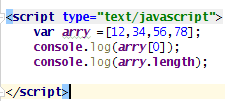 <script type="text/javascript">
    var arry =[12,34,56,78];
    console.log(arry[0]);
    console.log(arry.length);
</script>